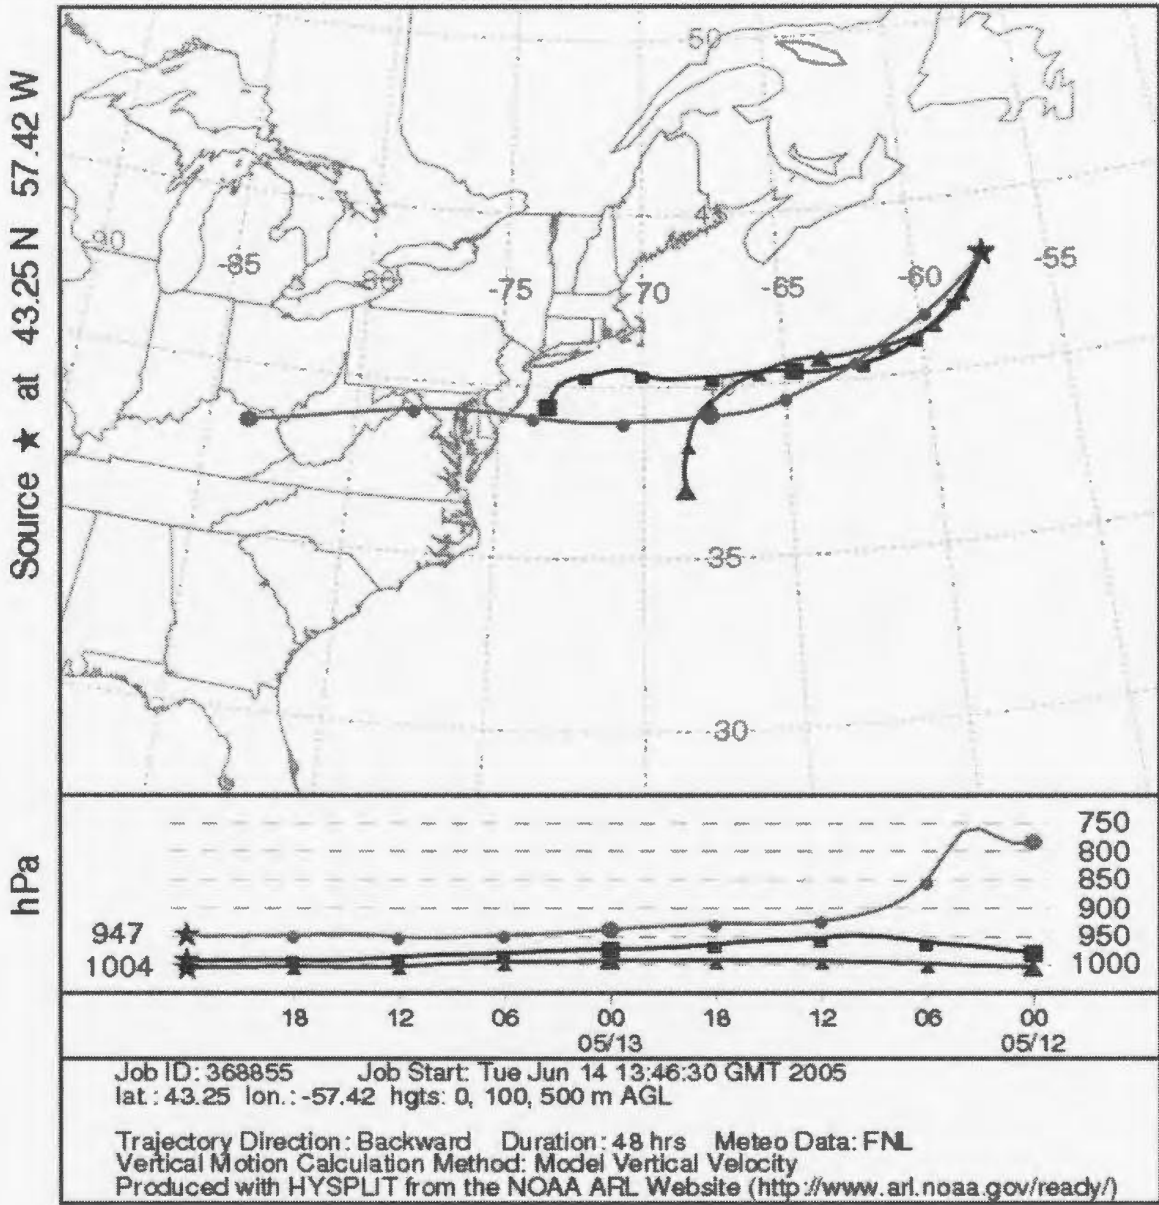 Source ★ at 43.25 N 57.42 W
-50
45
-90
-85
-80
-75
70
-65
-60
-55
-35
-30
hPa
750
800
850
900
947
950
1004
1000
18 12 06 00 18 12 06 00
05/13 05/12
Job ID: 368855 Job Start: Tue Jun 14 13:46:30 GMT 2005
lat.: 43.25 lon.: -57.42 hgts: 0, 100, 500 m AGL
Trajectory Direction: Backward Duration: 48 hrs Meteo Data: FNL
Vertical Motion Calculation Method: Model Vertical Velocity
Produced with HYSPLIT from the NOAA ARL Website (http://www.arl.noaa.gov/ready/)